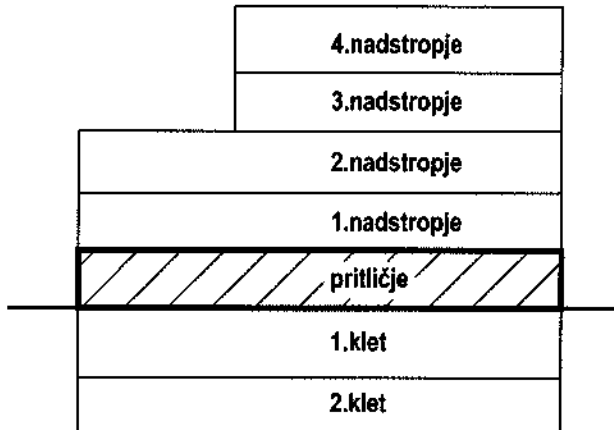 4.nadstropje
3.nadstropje
2.nadstropje
1.nadstropje
pritličje
1.klet
2.klet